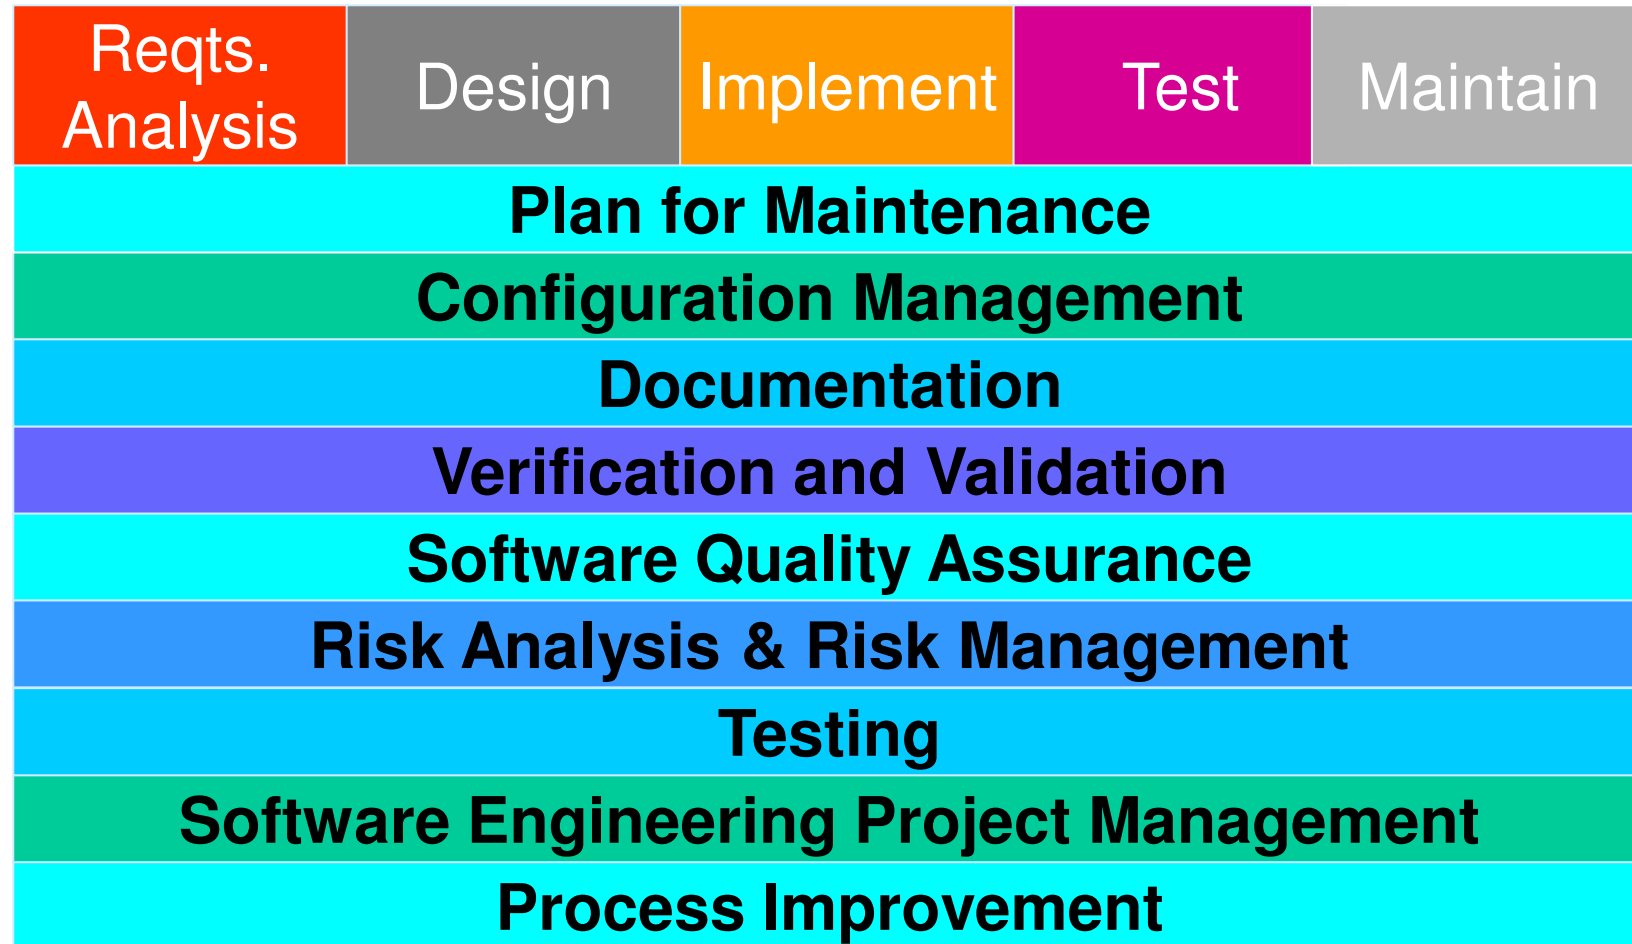 Reqts.
Analysis
Design
Implement
Test
Maintain
Plan for Maintenance
Configuration Management
Documentation
Verification and Validation
Software Quality Assurance
Risk Analysis & Risk Management
Testing
Software Engineering Project Management
Process Improvement